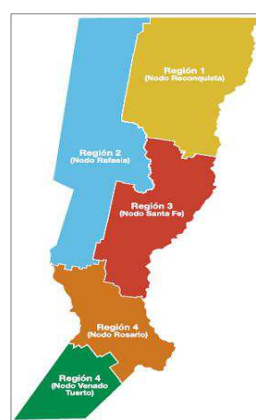 Región 1
(Nodo Reconquista)
Región 2
(Nodo Rafaela)
Región 3
(Nodo Santa Fe)
Región 4
(Nodo Rosario)
Región 4
(Nodo Venado
Tuerto)